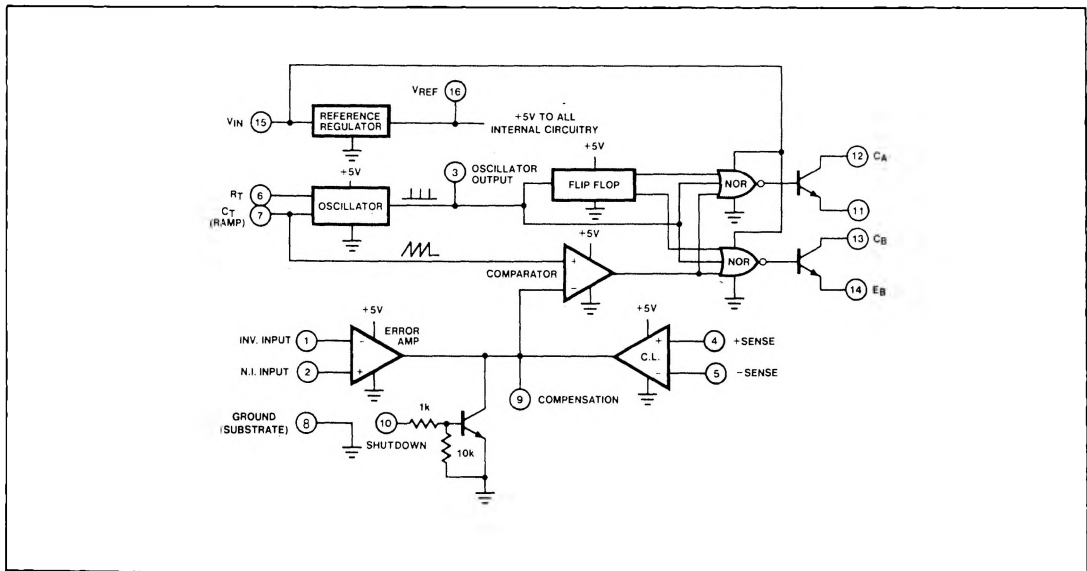 VREF 16
VIN 15
REFERENCE
REGULATOR
+5V TO ALL
INTERNAL CIRCUITRY
+5V
+5V
RT 6
CT 7
(RAMP)
OSCILLATOR
3 OSCILLATOR
OUTPUT
FLIP FLOP
NOR
12 CA
11
13 CB
NOR
14 EB
+5V
COMPARATOR
+
−
+5V
ERROR
AMP
INV. INPUT 1
−
N.I. INPUT 2
+
+5V
C.L.
+
−
4 +SENSE
5 −SENSE
9 COMPENSATION
GROUND
(SUBSTRATE) 8
1k
10
SHUTDOWN
10k